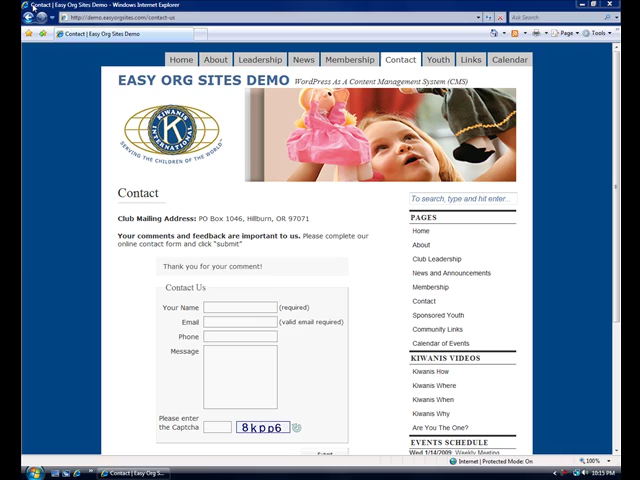 Contact | Easy Org Sites Demo - Windows Internet Explorer
http://demo.easyorgsites.com/contact-us
Ask Search
Contact | Easy Org Sites Demo
Page
Tools
Home About Leadership News Membership Contact Youth Links Calendar
EASY ORG SITES DEMO WordPress As A Content Management System (CMS)
KIWANIS
K
INTERNATIONAL
SERVING THE CHILDREN OF THE WORLD
Contact
Club Mailing Address: PO Box 1046, Hillburn, OR 97071
Your comments and feedback are important to us. Please complete our
online contact form and click "submit"
Thank you for your comment!
Contact Us
Your Name (required)
Email (valid email required)
Phone
Message
Please enter
the Captcha
8kpp6
To search, type and hit enter...
PAGES
Home
About
Club Leadership
News and Announcements
Membership
Contact
Sponsored Youth
Community Links
Calendar of Events
KIWANIS VIDEOS
Kiwanis How
Kiwanis Where
Kiwanis When
Kiwanis Why
Are You The One?
EVENTS SCHEDULE
Wed 1/14/2009 Weekly Meeting
Internet | Protected Mode: On
100%
Contact | Easy Org S...
10:15 PM